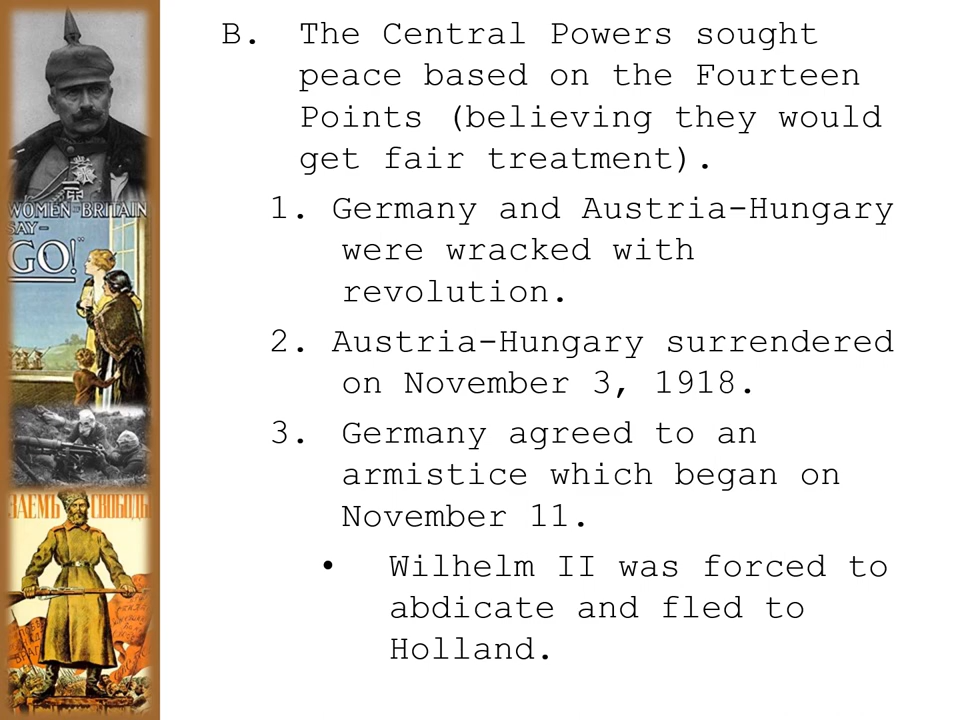 B. The Central Powers sought
peace based on the Fourteen
Points (believing they would
get fair treatment).
1. Germany and Austria-Hungary
were wracked with
revolution.
2. Austria-Hungary surrendered
on November 3, 1918.
3. Germany agreed to an
armistice which began on
November 11.
• Wilhelm II was forced to
abdicate and fled to
Holland.
WOMEN-BRITAIN
SAY-
GO!"
ЗАЕМЪ СВОБОДЫ